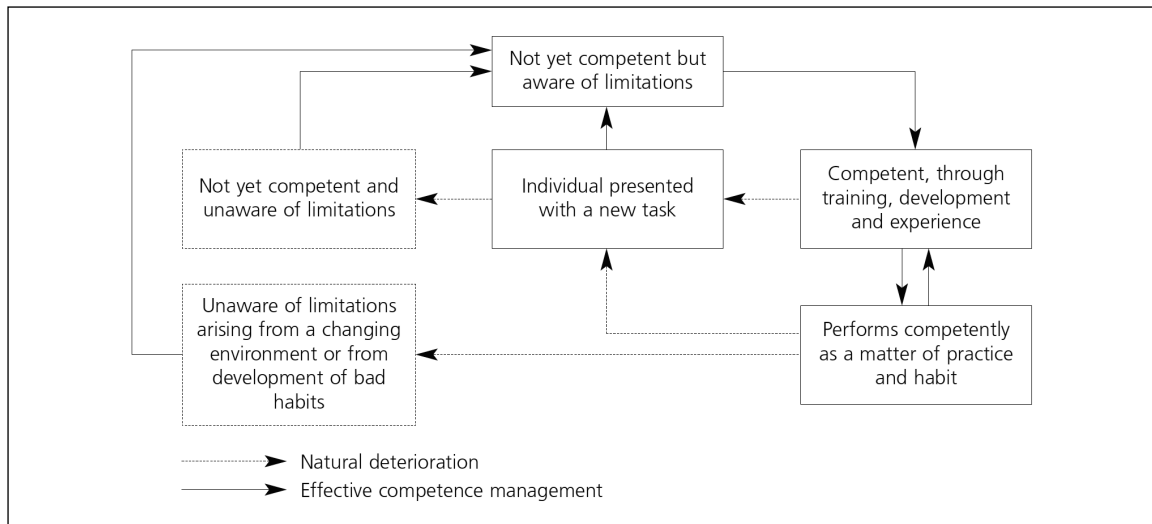 Not yet competent but
aware of limitations
Not yet competent and
unaware of limitations
Individual presented
with a new task
Competent, through
training, development
and experience
Unaware of limitations
arising from a changing
environment or from
development of bad
habits
Performs competently
as a matter of practice
and habit
Natural deterioration
Effective competence management